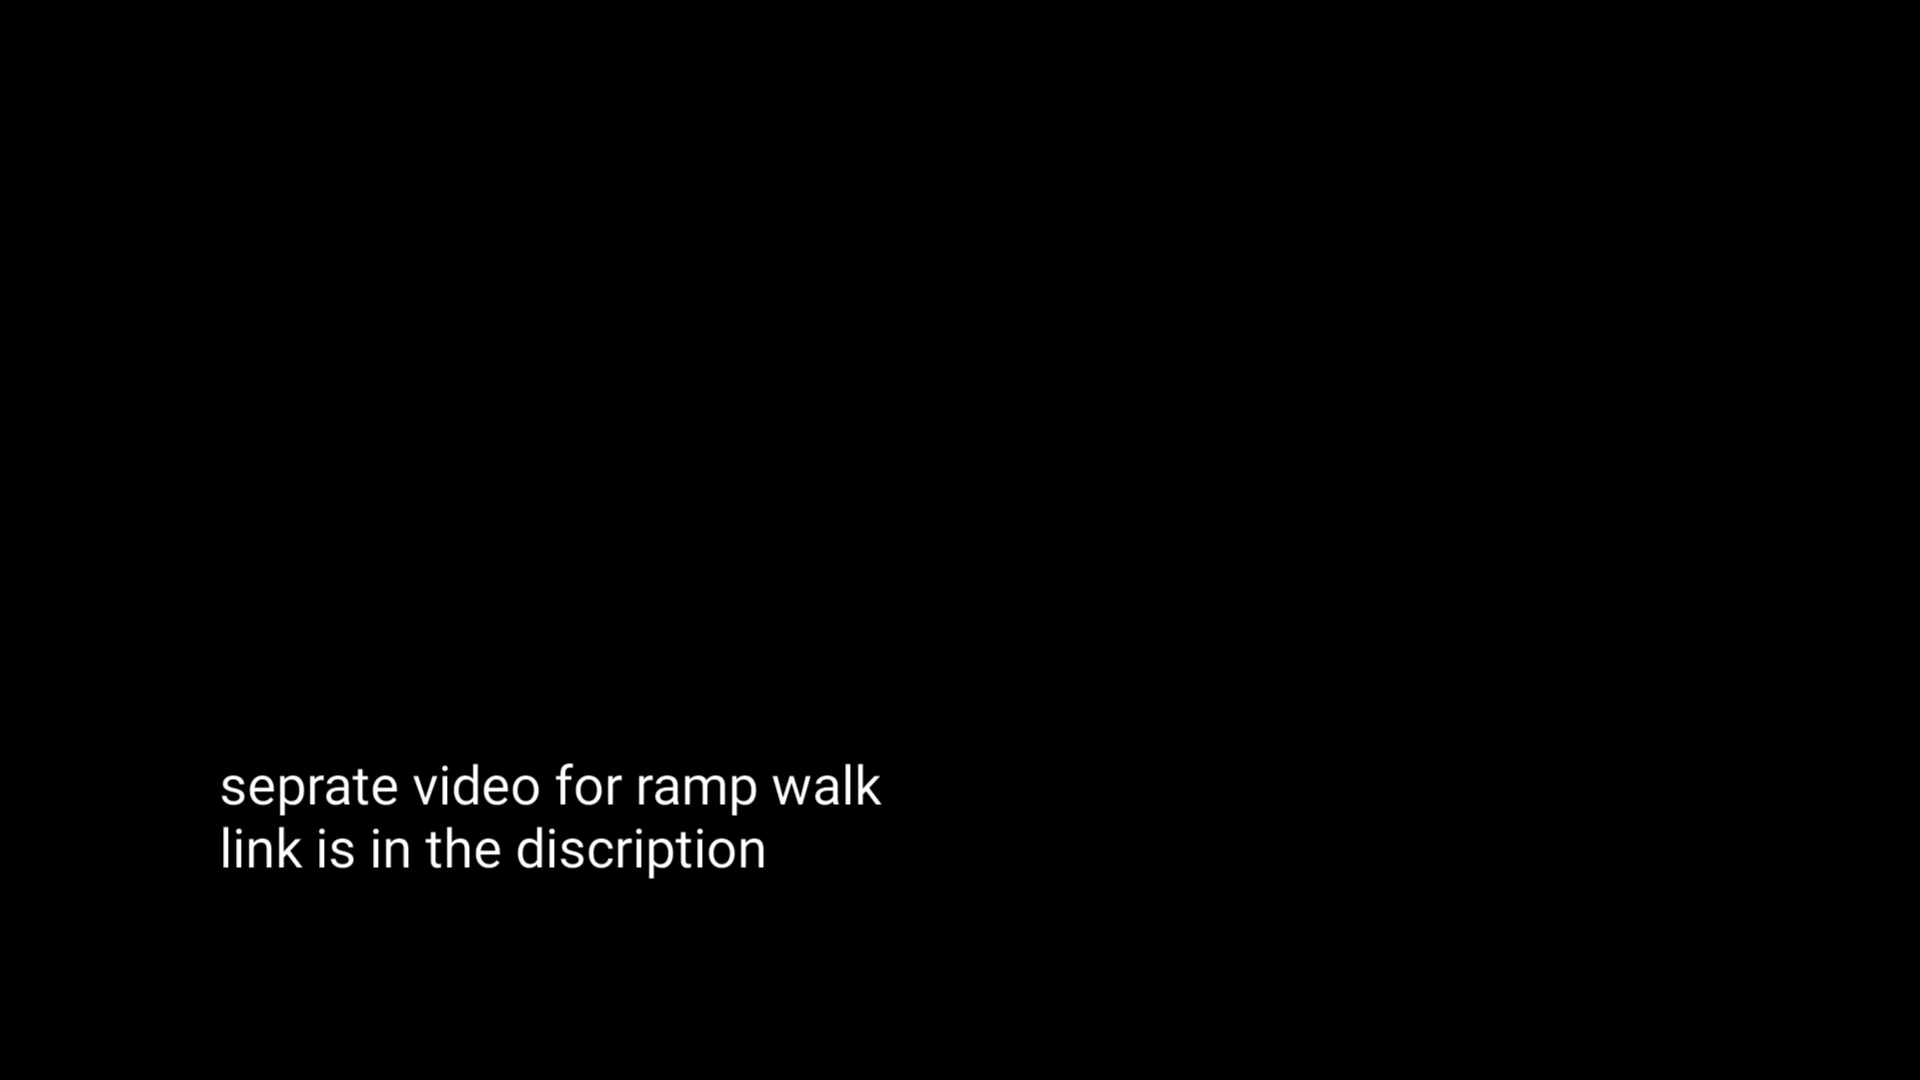 seprate video for ramp walk
link is in the discription